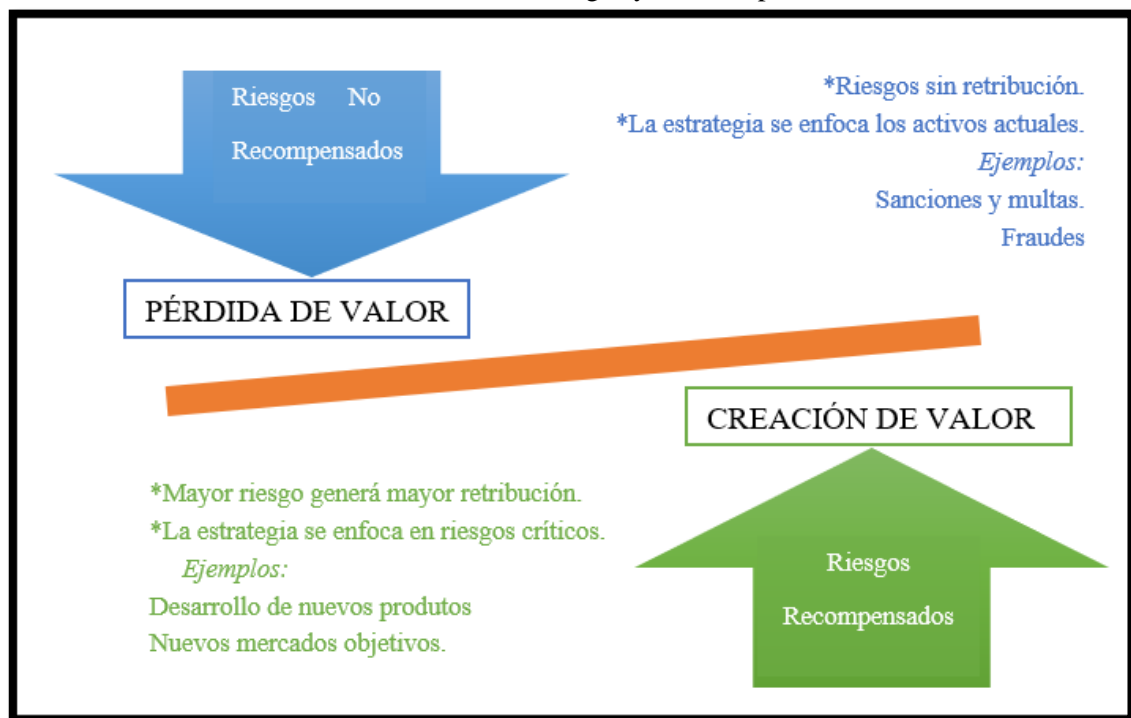 Riesgos No
Recompensados
*Riesgos sin retribución.
*La estrategia se enfoca los activos actuales.
Ejemplos:
Sanciones y multas.
Fraudes
PÉRDIDA DE VALOR
CREACIÓN DE VALOR
*Mayor riesgo generá mayor retribución.
*La estrategia se enfoca en riesgos críticos.
Ejemplos:
Desarrollo de nuevos produtos
Nuevos mercados objetivos.
Riesgos
Recompensados